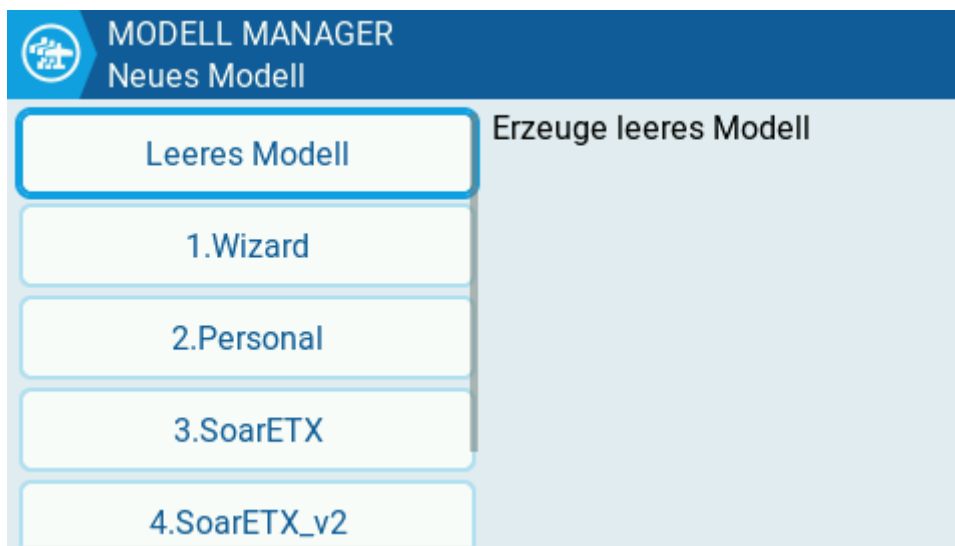 MODELL MANAGER
Neues Modell
Leeres Modell
Erzeuge leeres Modell
1.Wizard
2.Personal
3.SoarETX
4.SoarETX_v2